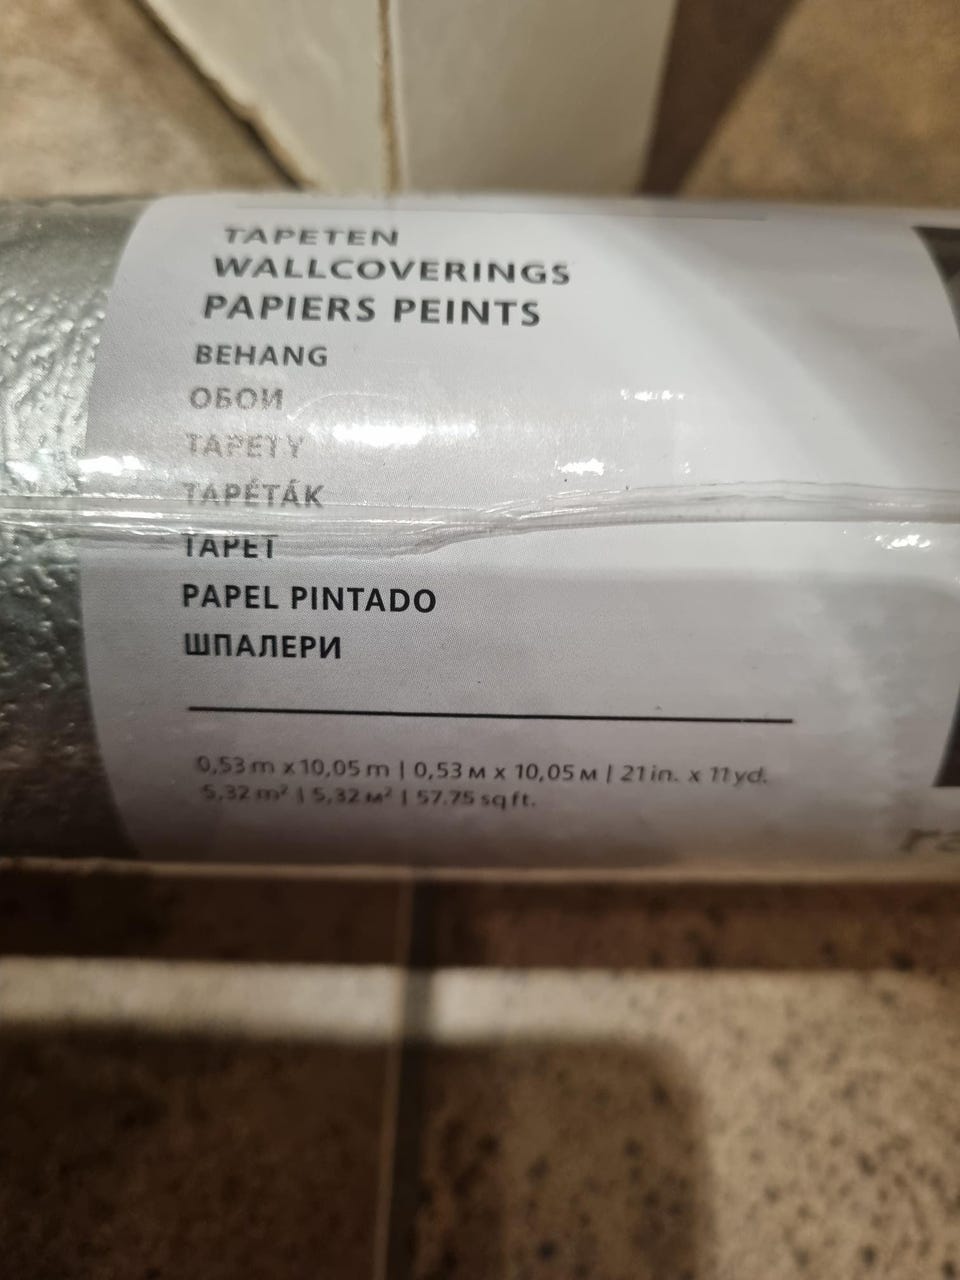 TAPETEN
WALLCOVERINGS
PAPIERS PEINTS
BEHANG
ОБОИ
TAPETY
TAPÉTÁK
TAPET
PAPEL PINTADO
ШПАЛЕРИ
0,53 m x 10,05 m | 0,53 м x 10,05 м | 21 in. x 11 yd.
5,32 m² | 5,32 м² | 57.75 sq ft.